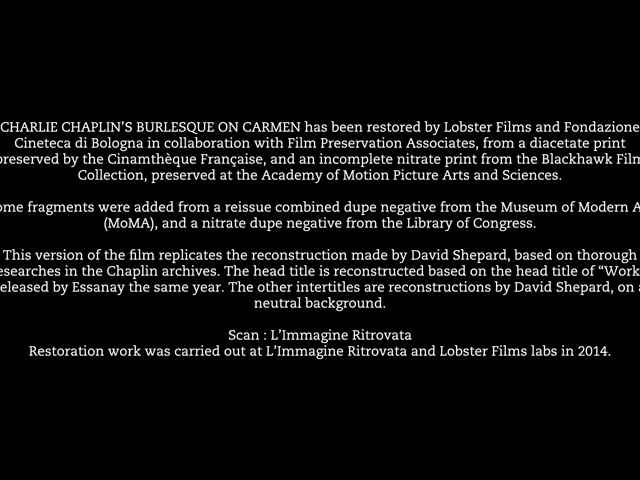 CHARLIE CHAPLIN'S BURLESQUE ON CARMEN has been restored by Lobster Films and Fondazione
Cineteca di Bologna in collaboration with Film Preservation Associates, from a diacetate print
preserved by the Cinamthèque Française, and an incomplete nitrate print from the Blackhawk Film
Collection, preserved at the Academy of Motion Picture Arts and Sciences.
ome fragments were added from a reissue combined dupe negative from the Museum of Modern A
(MoMA), and a nitrate dupe negative from the Library of Congress.
This version of the film replicates the reconstruction made by David Shepard, based on thorough
esearches in the Chaplin archives. The head title is reconstructed based on the head title of “Work”
eleased by Essanay the same year. The other intertitles are reconstructions by David Shepard, on a
neutral background.
Scan : L'Immagine Ritrovata
Restoration work was carried out at L'Immagine Ritrovata and Lobster Films labs in 2014.